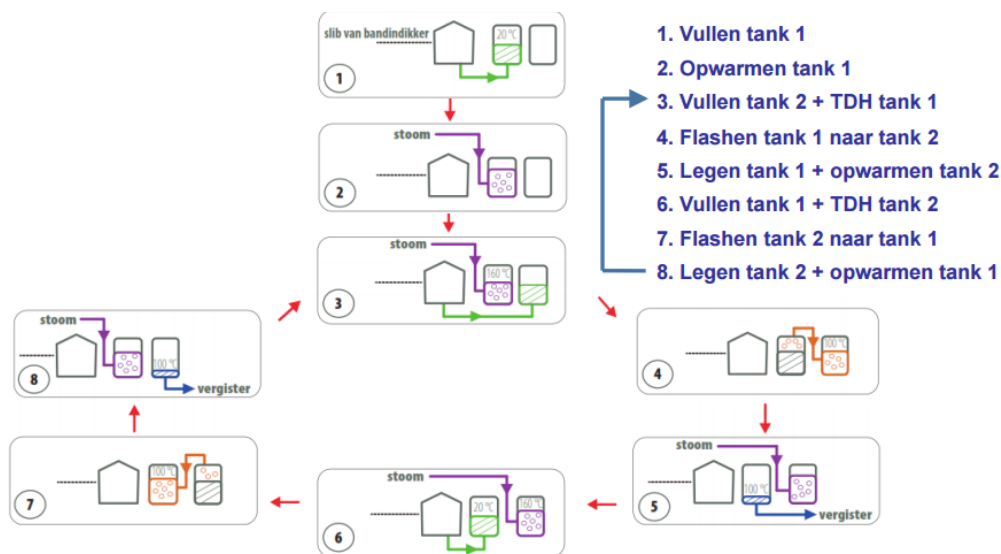 slib van bandindikker
20 °C
1
1. Vullen tank 1
2. Opwarmen tank 1
3. Vullen tank 2 + TDH tank 1
4. Flashen tank 1 naar tank 2
5. Legen tank 1 + opwarmen tank 2
6. Vullen tank 1 + TDH tank 2
7. Flashen tank 2 naar tank 1
8. Legen tank 2 + opwarmen tank 1
stoom
2
stoom
160 °C
3
100 °C
4
stoom
100 °C
vergister
5
stoom
20 °C
160 °C
6
100 °C
7
stoom
100 °C
vergister
8